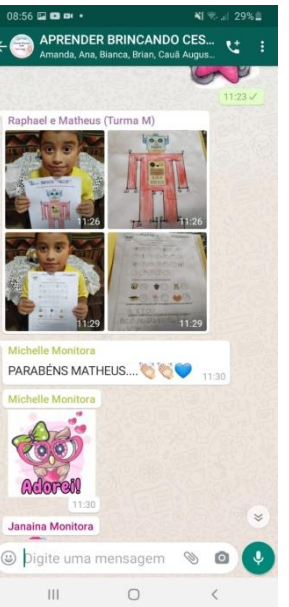 08:56
29%
APRENDER BRINCANDO CES...
Amanda, Ana, Bianca, Brian, Cauã Augus...
11:23
Raphael e Matheus (Turma M)
11:26
11:26
11:29
11:29
Michelle Monitora
PARABÉNS MATHEUS....👏🏻👏🏻💙
11:30
Michelle Monitora
Adorei!
11:30
Janaina Monitora
Digite uma mensagem